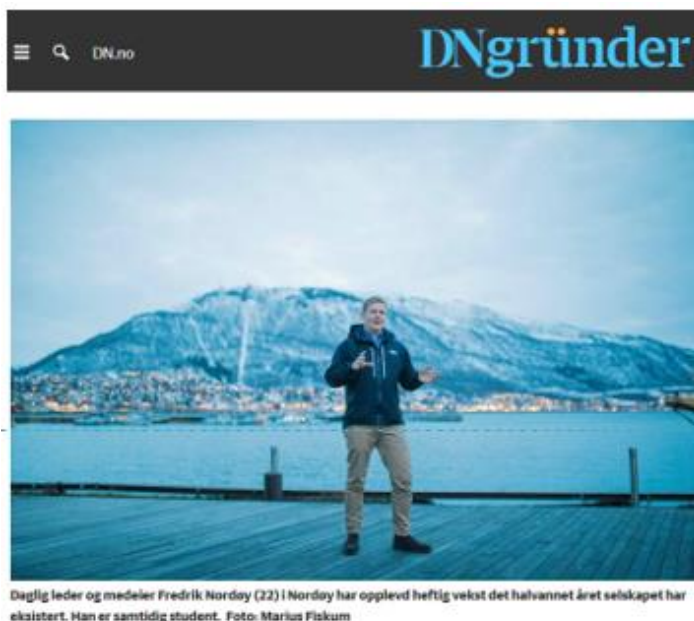 DN.no
DNgründer
Daglig leder og medeier Fredrik Nordøy (22) i Nordøy har opplevd heftig vekst det halvannet året selskapet har
eksistert. Han er samtidig student. Foto: Marius Fiskum